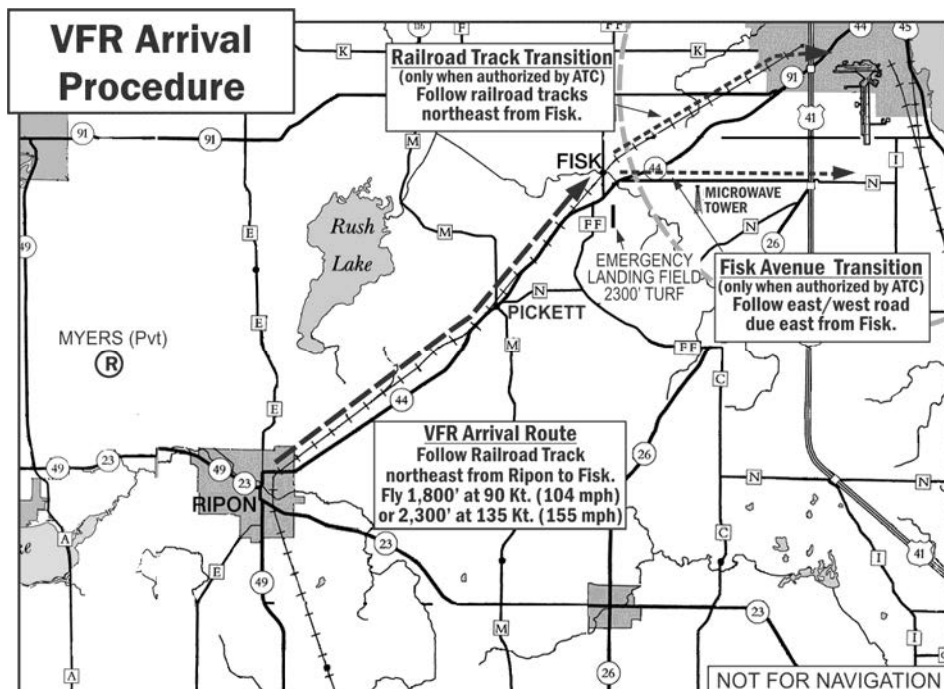 VFR Arrival
Procedure
116
F
FF
44
45
K
K
Railroad Track Transition
(only when authorized by ATC)
Follow railroad tracks
northeast from Fisk.
91
41
91
91
M
I
FISK
44
N
MICROWAVE
TOWER
Rush
Lake
49
E
M
FF
N
26
EMERGENCY
LANDING FIELD
2300' TURF
Fisk Avenue Transition
(only when authorized by ATC)
Follow east/west road
due east from Fisk.
N
PICKETT
E
M
MYERS (Pvt)
R
FF
E
C
44
VFR Arrival Route
Follow Railroad Track
northeast from Ripon to Fisk.
Fly 1,800' at 90 Kt. (104 mph)
or 2,300' at 135 Kt. (155 mph)
49
23
49
23
26
N
N
RIPON
A
E
23
C
41
I
49
M
23
I
A
26
NOT FOR NAVIGATION